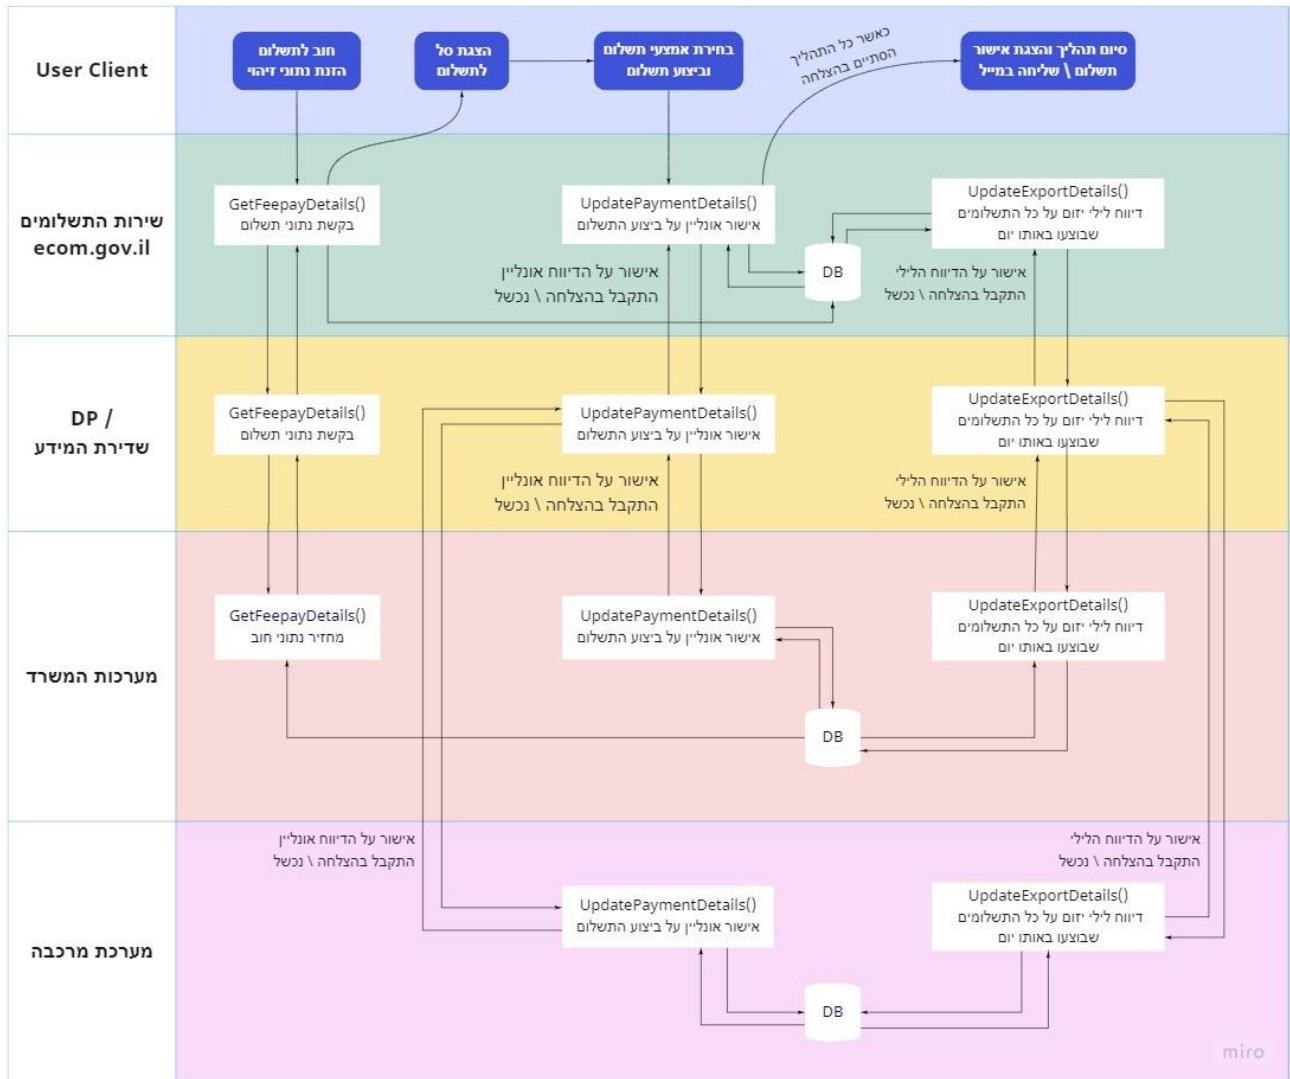 User Client
חוב לתשלום
הזנת נתוני זיהוי
הצגת סל
לתשלום
בחירת אמצעי תשלום
וביצוע תשלום
כאשר כל התהליך
הסתיים בהצלחה
סיום תהליך והצגת אישור
תשלום \ שליחה במייל
שירות התשלומים
ecom.gov.il
GetFeepayDetails()
בקשת נתוני תשלום
UpdatePaymentDetails()
אישור אונליין על ביצוע התשלום
UpdateExportDetails()
דיווח לילי יזום על כל התשלומים
שבוצעו באותו יום
DB
אישור על הדיווח אונליין
התקבל בהצלחה \ נכשל
אישור על הדיווח הלילי
התקבל בהצלחה \ נכשל
DP /
שדירת המידע
GetFeepayDetails()
בקשת נתוני תשלום
UpdatePaymentDetails()
אישור אונליין על ביצוע התשלום
UpdateExportDetails()
דיווח לילי יזום על כל התשלומים
שבוצעו באותו יום
אישור על הדיווח אונליין
התקבל בהצלחה \ נכשל
אישור על הדיווח הלילי
התקבל בהצלחה \ נכשל
מערכות המשרד
GetFeepayDetails()
מחזיר נתוני חוב
UpdatePaymentDetails()
אישור אונליין על ביצוע התשלום
UpdateExportDetails()
דיווח לילי יזום על כל התשלומים
שבוצעו באותו יום
DB
מערכת מרכבה
אישור על הדיווח אונליין
התקבל בהצלחה \ נכשל
אישור על הדיווח הלילי
התקבל בהצלחה \ נכשל
UpdatePaymentDetails()
אישור אונליין על ביצוע התשלום
UpdateExportDetails()
דיווח לילי יזום על כל התשלומים
שבוצעו באותו יום
DB
miro